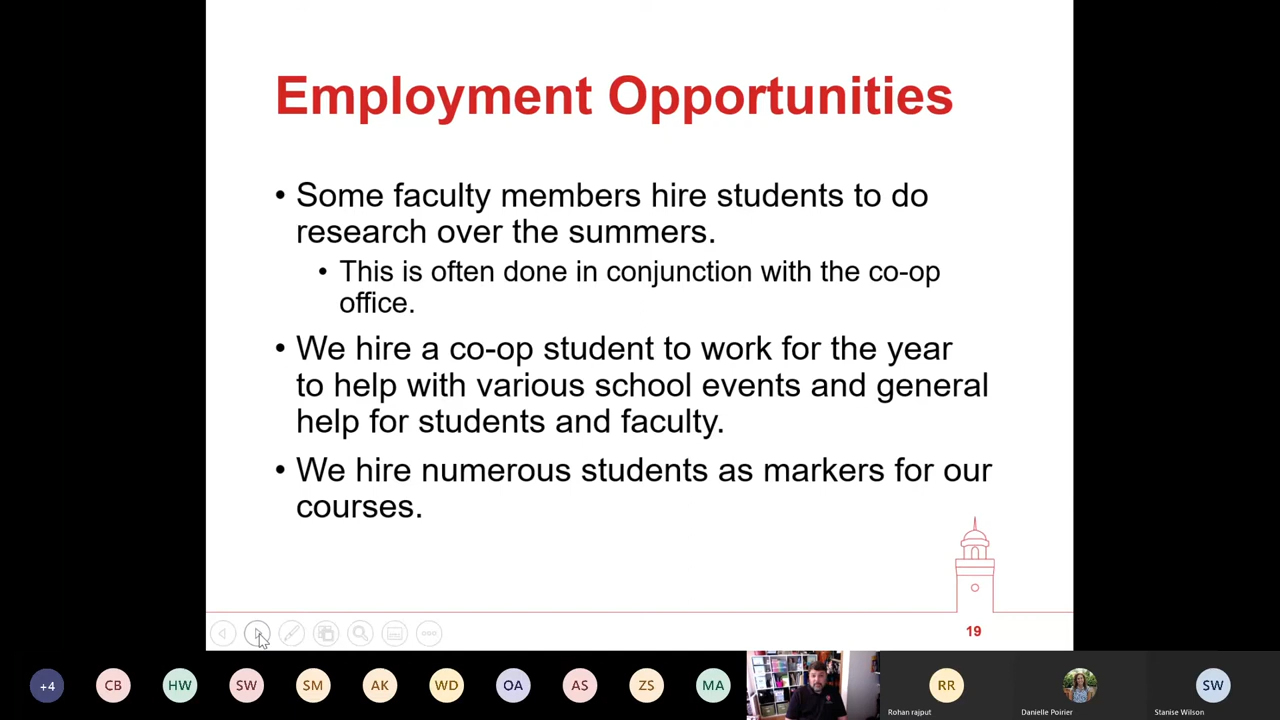 Employment Opportunities
• Some faculty members hire students to do
research over the summers.
• This is often done in conjunction with the co-op
office.
• We hire a co-op student to work for the year
to help with various school events and general
help for students and faculty.
• We hire numerous students as markers for our
courses.
19
+4 CB HW SW SM AK WD OA AS ZS MA RR SW
Rohan rajput Danielle Poirier Stanise Wilson